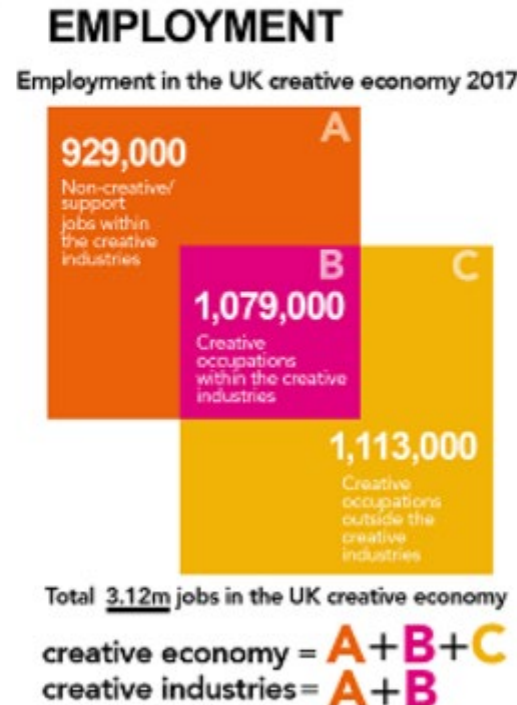 EMPLOYMENT
Employment in the UK creative economy 2017
A
929,000
Non-creative/
support
jobs within
the creative
industries
B
1,079,000
Creative
occupations
within the creative
industries
C
1,113,000
Creative
occupations
outside the
creative
industries
Total 3.12m jobs in the UK creative economy
creative economy = A+B+C
creative industries= A+B